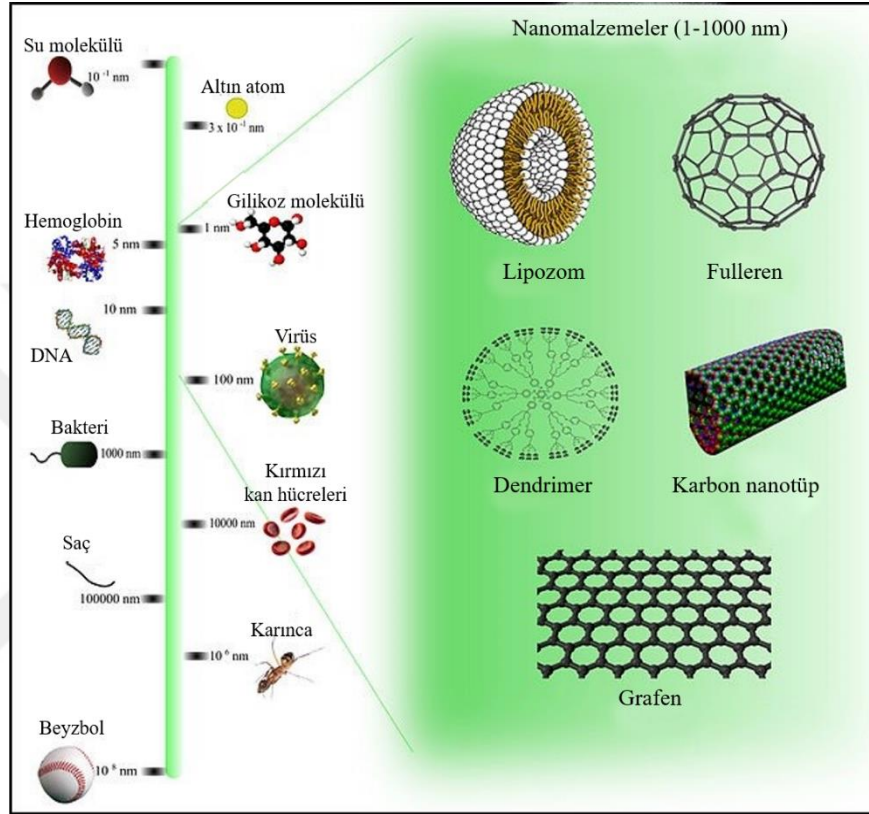 Su molekülü
10⁻¹ nm
Altın atom
3 x 10⁻¹ nm
Gilikoz molekülü
1 nm
Hemoglobin
5 nm
10 nm
DNA
Virüs
100 nm
Bakteri
1000 nm
Kırmızı
kan hücreleri
10000 nm
Saç
100000 nm
Karınca
10⁶ nm
Beyzbol
10⁸ nm
Nanomalzemeler (1-1000 nm)
Lipozom
Fulleren
Dendrimer
Karbon nanotüp
Grafen